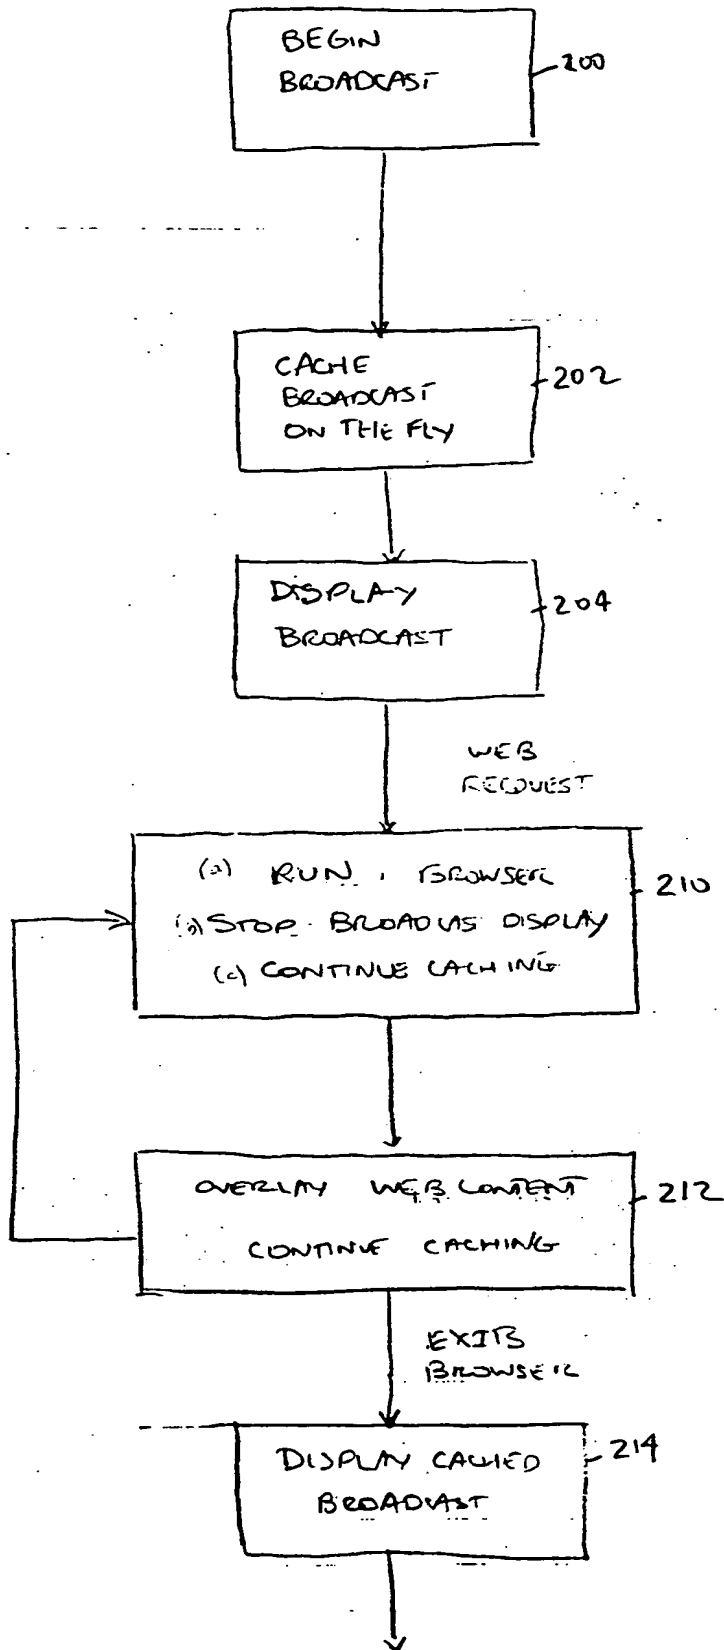 BEGIN
BROADCAST
200
CACHE
BROADCAST
ON THE FLY
202
DISPLAY
BROADCAST
204
WEB
REQUEST
(a) RUN BROWSER
(b) STOP BROADCAS DISPLAY
(c) CONTINUE CACHING
210
OVERLAY WEB CONTENT
CONTINUE CACHING
212
EXITS
BROWSER
DISPLAY CACHED
BROADCAST
214